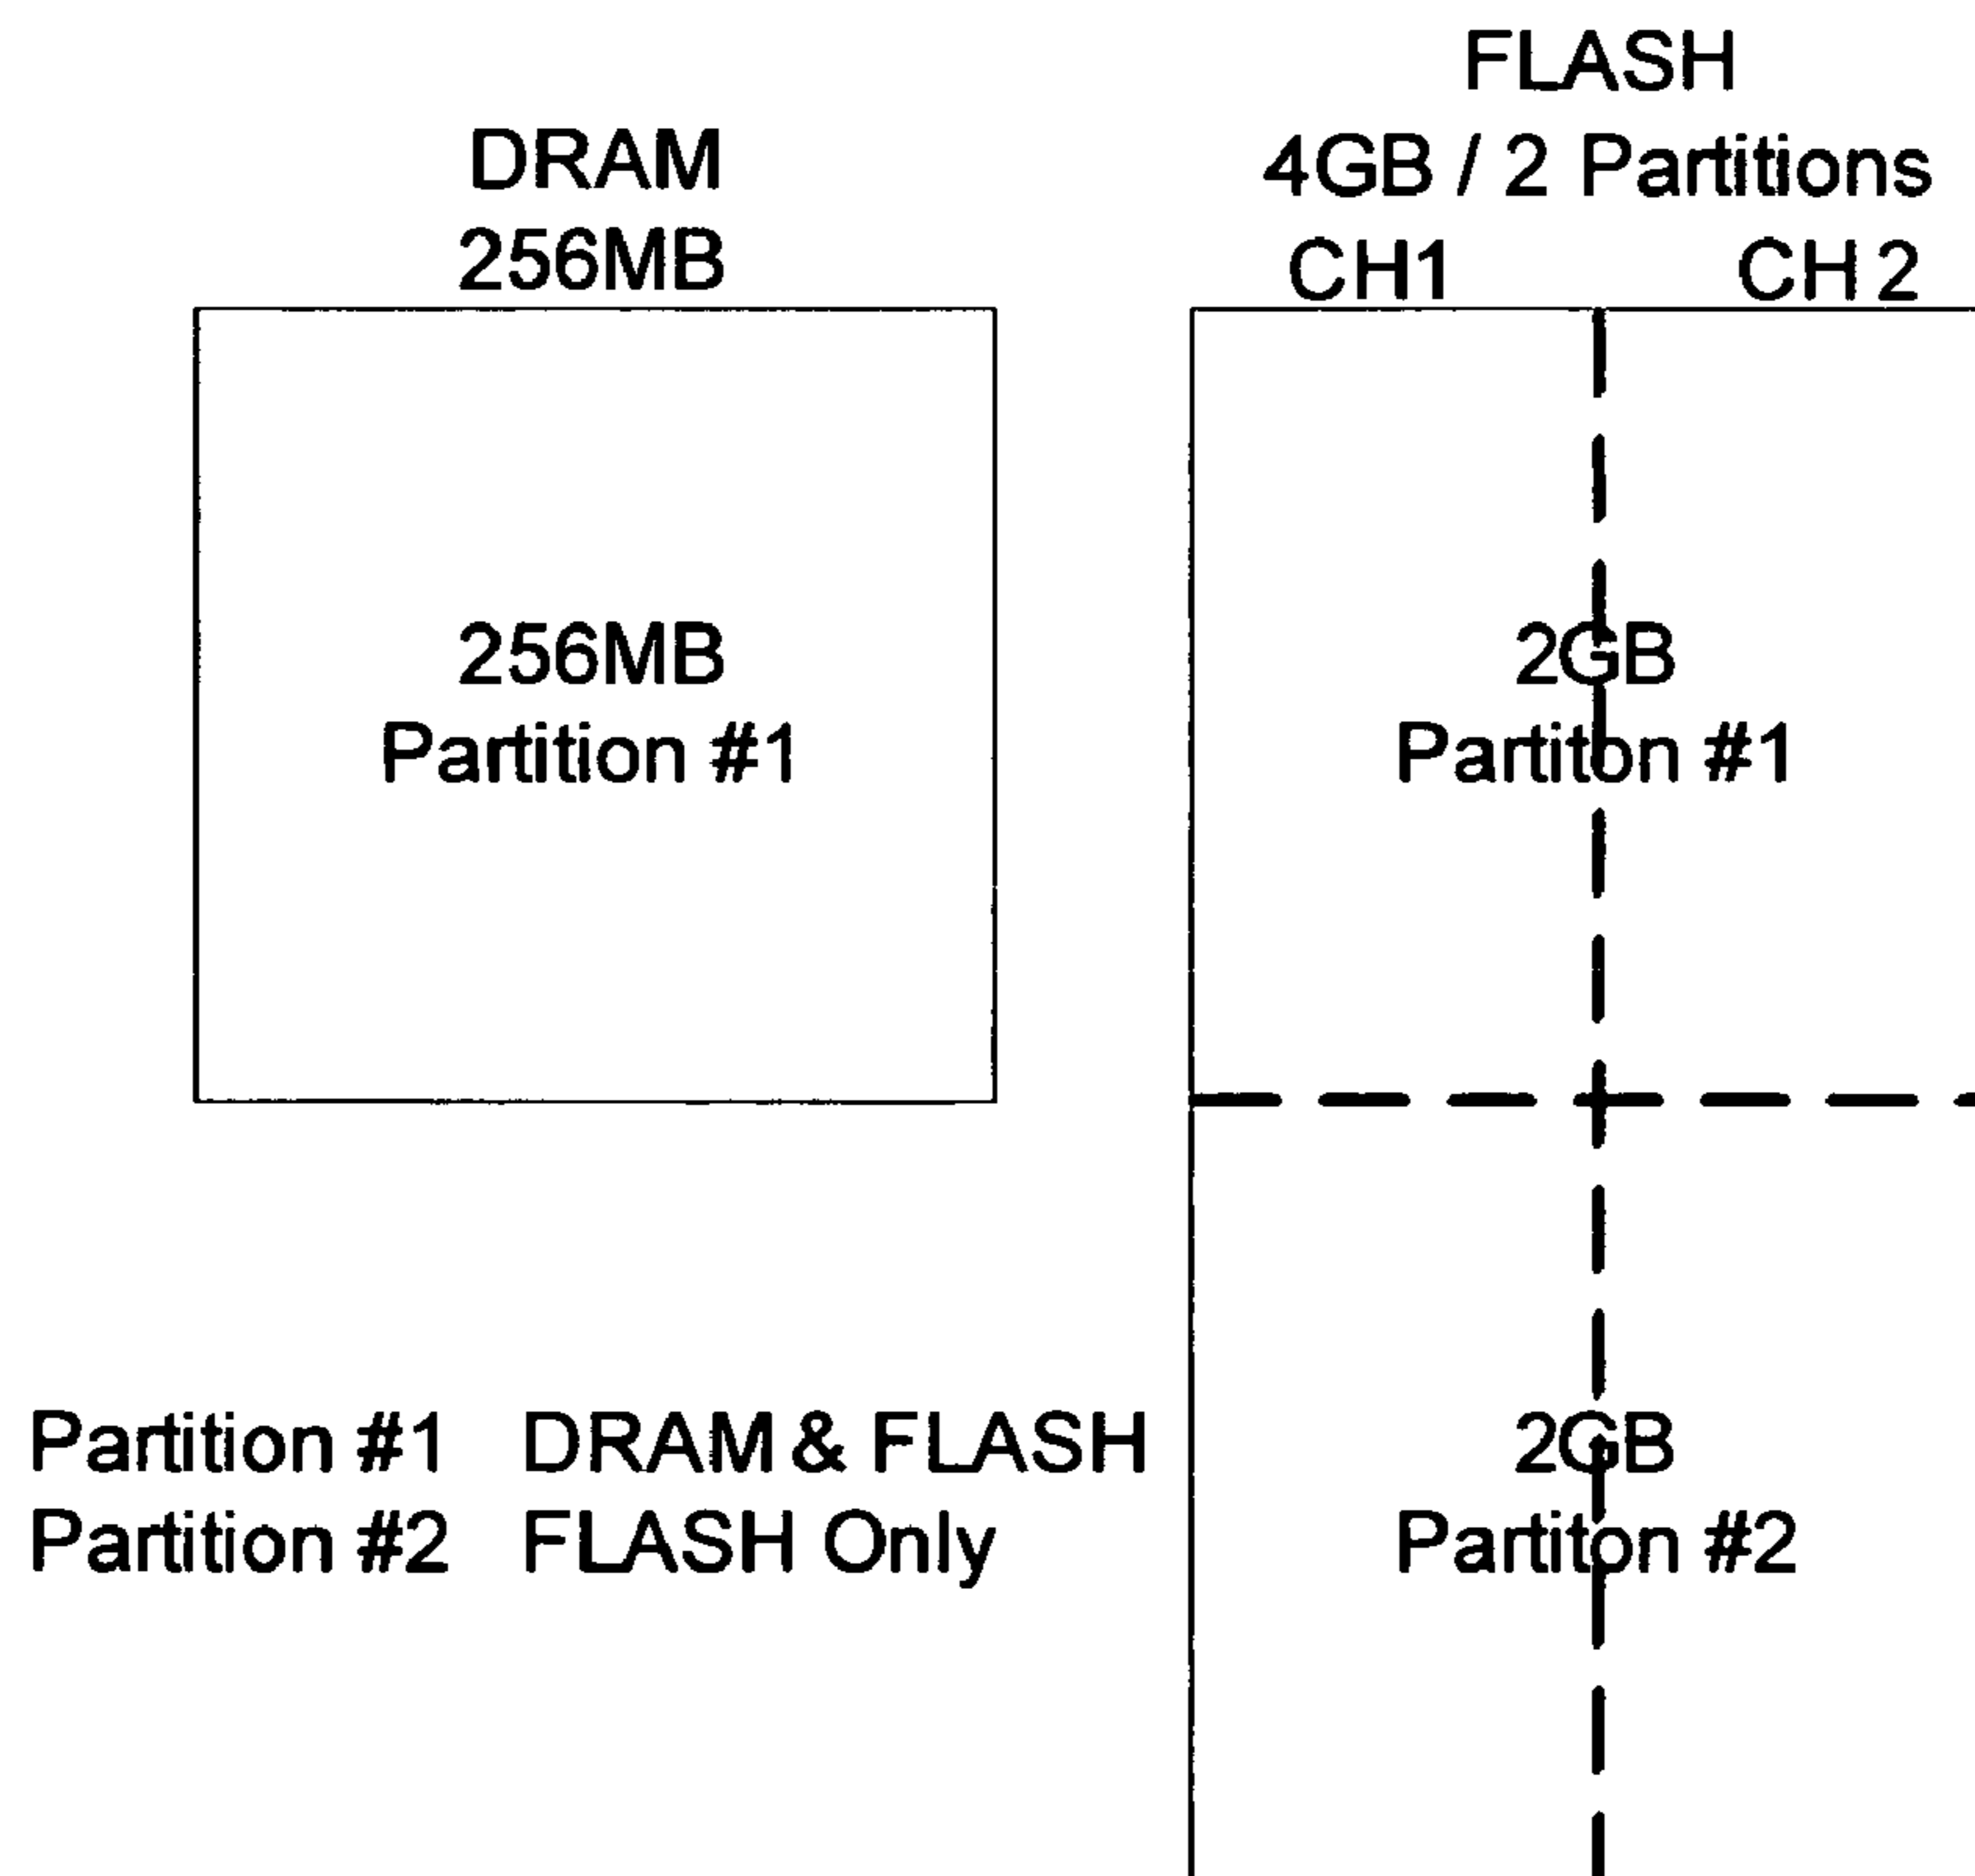 DRAM
256MB
256MB
Partition #1
FLASH
4GB / 2 Partitions
CH1 CH 2
2GB
Partiton #1
2GB
Partiton #2
Partition #1 DRAM & FLASH
Partition #2 FLASH Only